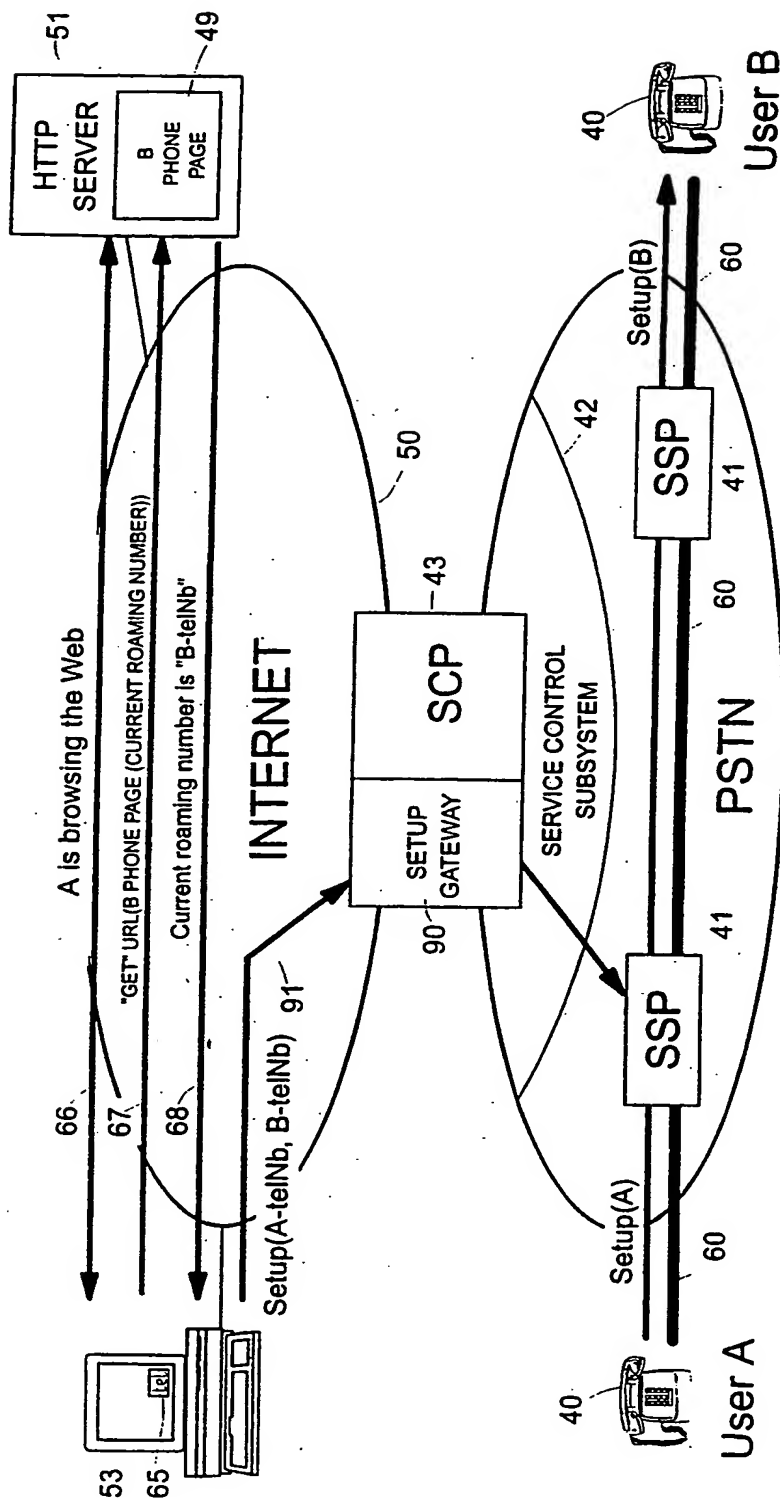 53
65
tel
66
A is browsing the Web
67
"GET" URL(B PHONE PAGE (CURRENT ROAMING NUMBER))
68
Current roaming number is "B-telNb"
HTTP
SERVER
51
B
PHONE
PAGE
49
INTERNET
50
Setup(A-telNb, B-telNb)
91
SETUP
GATEWAY
90
SCP
43
SERVICE CONTROL
SUBSYSTEM
42
40
User A
Setup(A)
60
SSP
41
60
PSTN
SSP
41
Setup(B)
60
40
User B